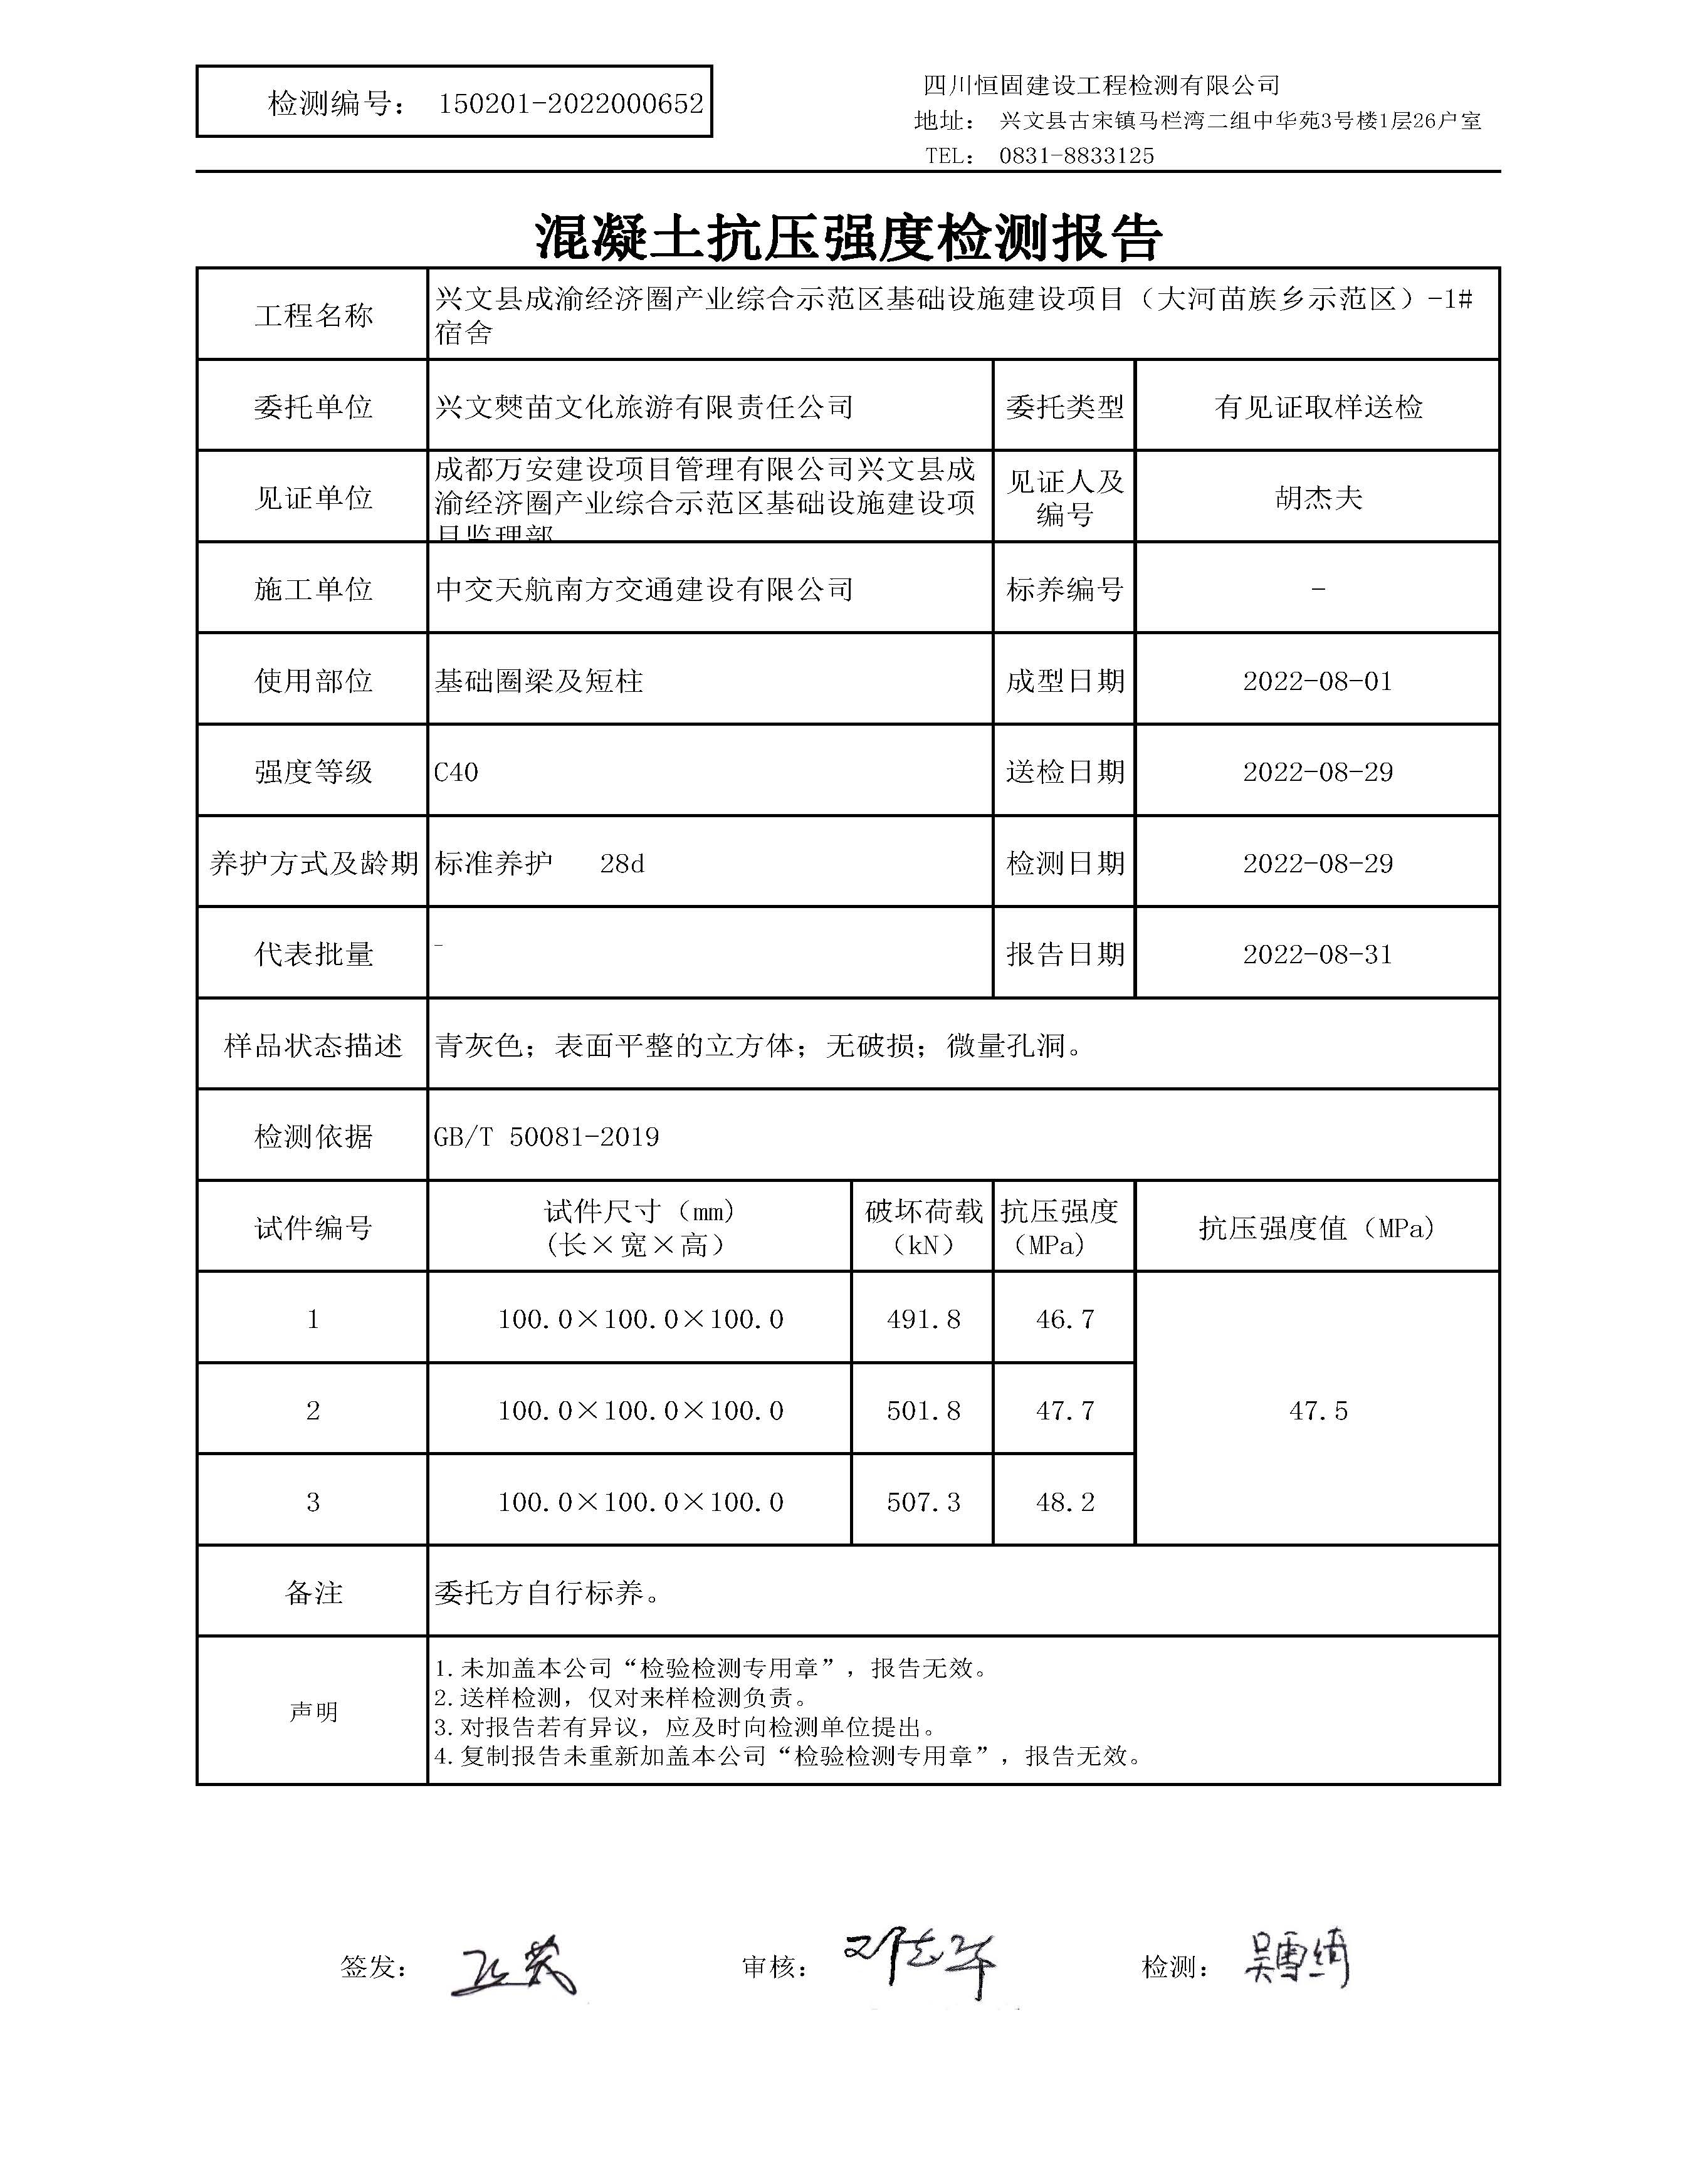 检测编号： 150201-2022000652
四川恒固建设工程检测有限公司
地址： 兴文县古宋镇马栏湾二组中华苑3号楼1层26户室
TEL： 0831-8833125
混凝土抗压强度检测报告
工程名称
兴文县成渝经济圈产业综合示范区基础设施建设项目（大河苗族乡示范区）-1#
宿舍
委托单位
兴文僰苗文化旅游有限责任公司
委托类型
有见证取样送检
见证单位
成都万安建设项目管理有限公司兴文县成
渝经济圈产业综合示范区基础设施建设项
目监理部
见证人及
编号
胡杰夫
施工单位
中交天航南方交通建设有限公司
标养编号
-
使用部位
基础圈梁及短柱
成型日期
2022-08-01
强度等级
C40
送检日期
2022-08-29
养护方式及龄期
标准养护 28d
检测日期
2022-08-29
代表批量
-
报告日期
2022-08-31
样品状态描述
青灰色；表面平整的立方体；无破损；微量孔洞。
检测依据
GB/T 50081-2019
试件编号
试件尺寸（mm）
(长×宽×高）
破坏荷载
（kN）
抗压强度
（MPa）
抗压强度值（MPa）
1
100.0×100.0×100.0
491.8
46.7
2
100.0×100.0×100.0
501.8
47.7
47.5
3
100.0×100.0×100.0
507.3
48.2
备注
委托方自行标养。
声明
1.未加盖本公司“检验检测专用章”，报告无效。
2.送样检测，仅对来样检测负责。
3.对报告若有异议，应及时向检测单位提出。
4.复制报告未重新加盖本公司“检验检测专用章”，报告无效。
签发：
审核： 邓志华
检测： 吴雪绮